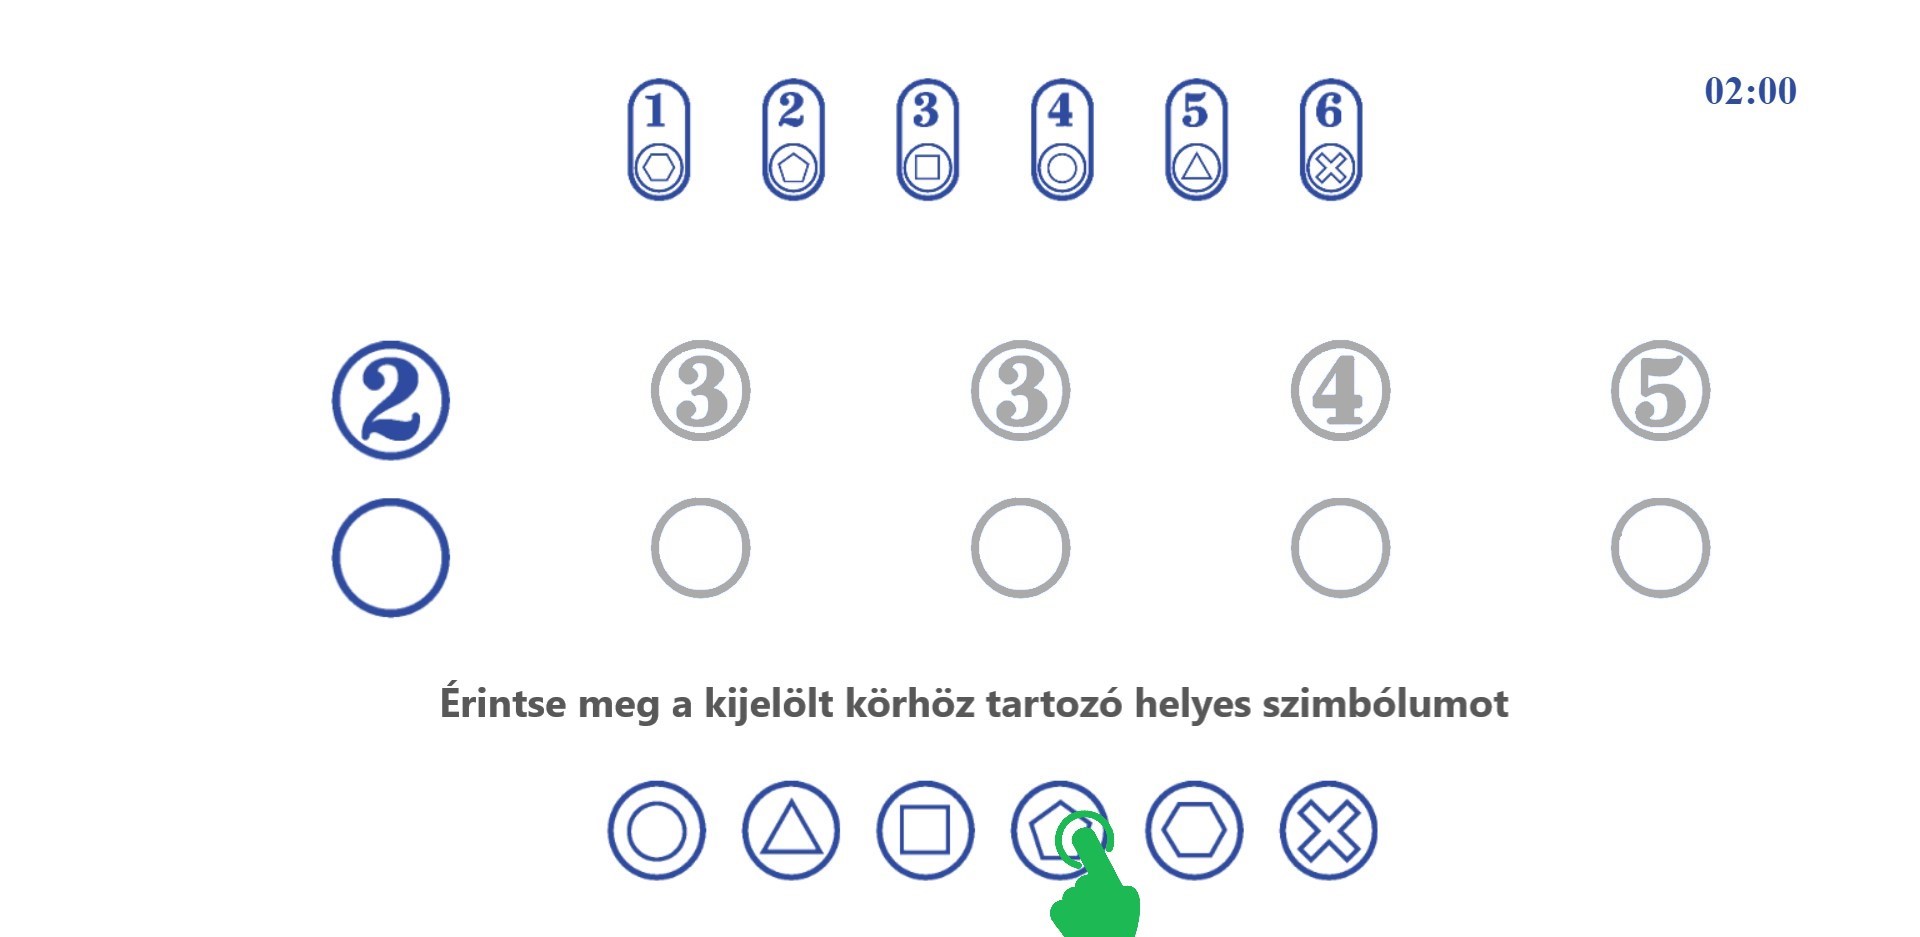 02:00
1 2 3 4 5 6
2 3 3 4 5
Érintse meg a kijelölt körhöz tartozó helyes szimbólumot